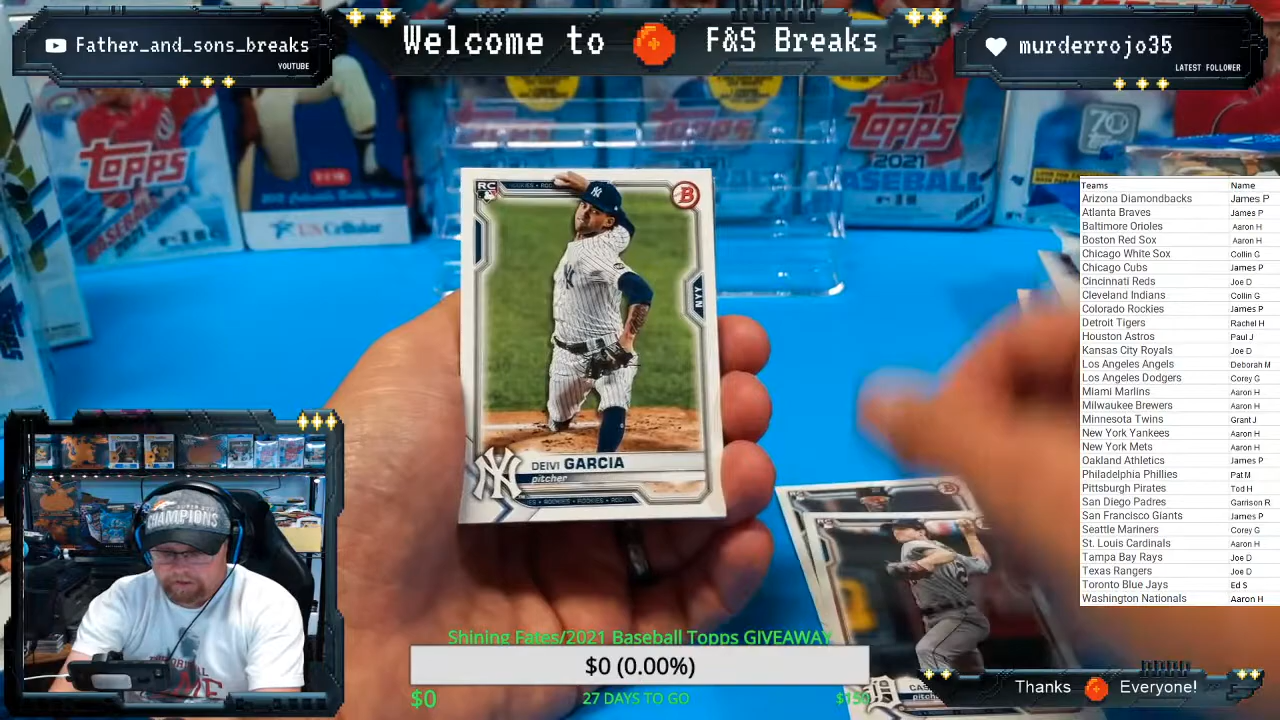 Father_and_sons_breaks
YOUTUBE
Welcome to F&S Breaks
murderrojo35
LATEST FOLLOWER
TOPPS
US Cellular
TOPPS
2021
BASEBALL
70
RC
B
NYY
DEIVI GARCIA
pitcher
CHAMPIONS
Teams Name
Arizona Diamondbacks James P
Atlanta Braves James P
Baltimore Orioles Aaron H
Boston Red Sox Aaron H
Chicago White Sox Collin G
Chicago Cubs James P
Cincinnati Reds Joe D
Cleveland Indians Collin G
Colorado Rockies James P
Detroit Tigers Rachel H
Houston Astros Paul J
Kansas City Royals Joe D
Los Angeles Angels Deborah M
Los Angeles Dodgers Corey G
Miami Marlins Aaron H
Milwaukee Brewers Aaron H
Minnesota Twins Grant J
New York Yankees Aaron H
New York Mets Aaron H
Oakland Athletics James P
Philadelphia Phillies Pat M
Pittsburgh Pirates Ted H
San Diego Padres Garrison R
San Francisco Giants James P
Seattle Mariners Corey G
St. Louis Cardinals Aaron H
Tampa Bay Rays Joe D
Texas Rangers Joe D
Toronto Blue Jays Ed S
Washington Nationals Aaron H
Shining Fates/2021 Baseball Topps GIVEAWAY
$0 (0.00%)
$0
27 DAYS TO GO
Thanks Everyone!